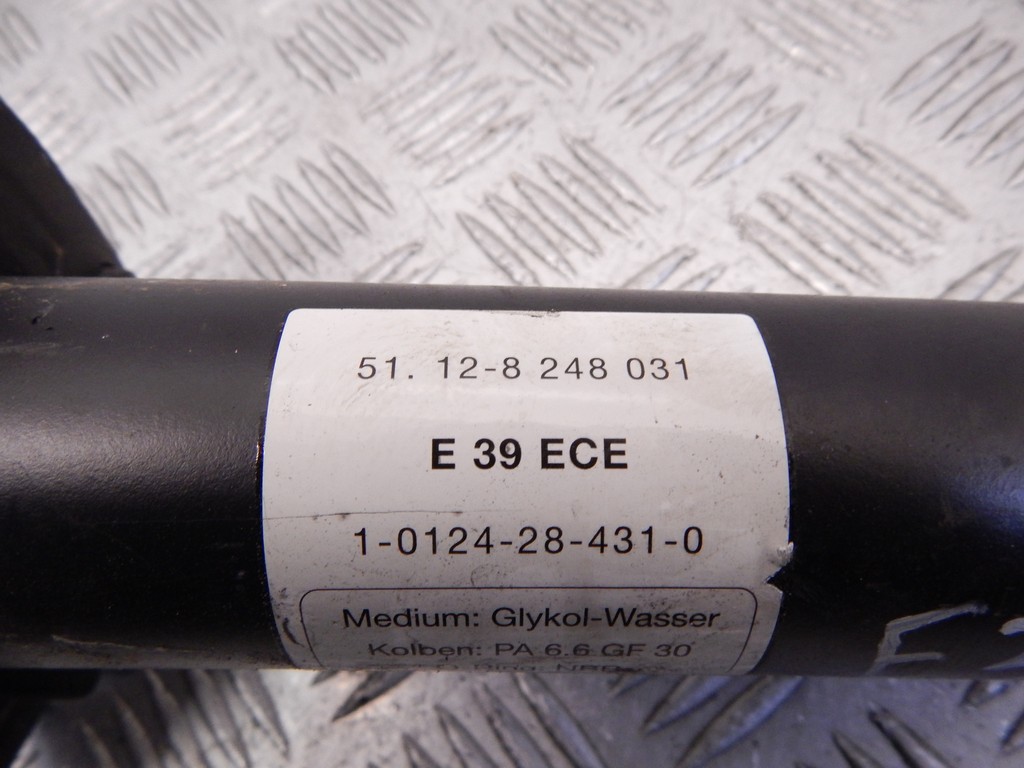 51. 12-8 248 031
E 39 ECE
1-0124-28-431-0
Medium: Glykol-Wasser
Kolben: PA 6.6 GF 30